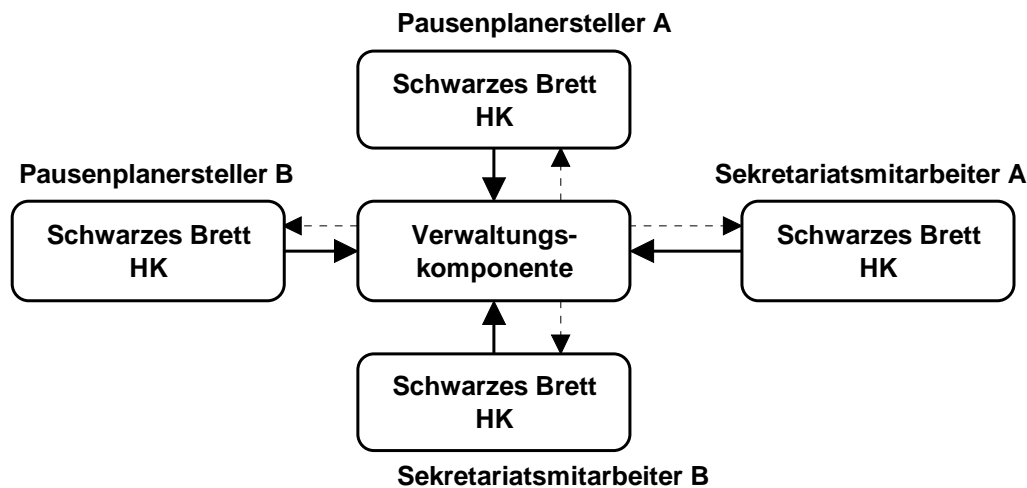 Pausenplanersteller A
Schwarzes Brett
HK
Pausenplanersteller B
Schwarzes Brett
HK
Verwaltungs-
komponente
Sekretariatsmitarbeiter A
Schwarzes Brett
HK
Schwarzes Brett
HK
Sekretariatsmitarbeiter B